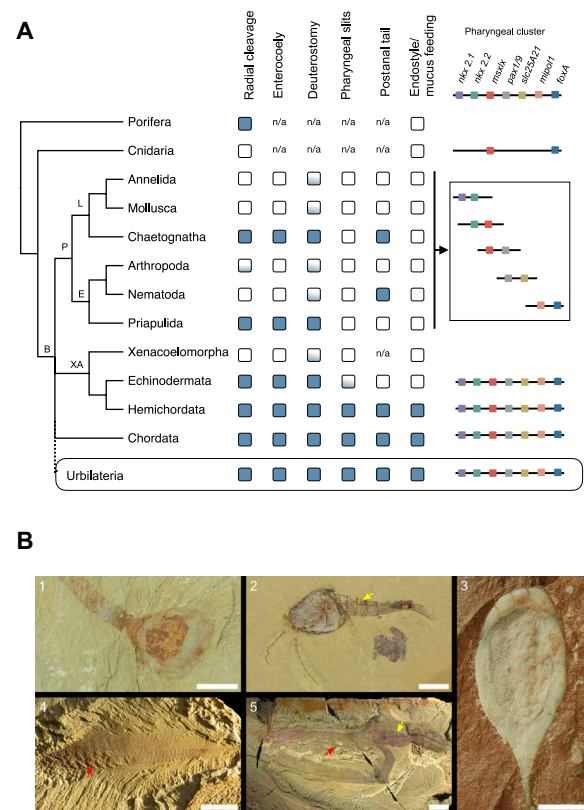 A
Radial cleavage
Enterocoely
Deuterostomy
Pharyngeal slits
Postanal tail
Endostyle/
mucus feeding
Pharyngeal cluster
nkx 2.1
nkx 2.2
msxlx
pax1/9
slc25A21
mipol1
foxA
Porifera n/a n/a n/a n/a
Cnidaria n/a n/a n/a n/a
Annelida
L
Mollusca
Chaetognatha
P
Arthropoda
E
Nematoda
Priapulida
B
Xenacoelomorpha n/a
XA
Echinodermata
Hemichordata
Chordata
Urbilateria
B
1
2
3
4
5